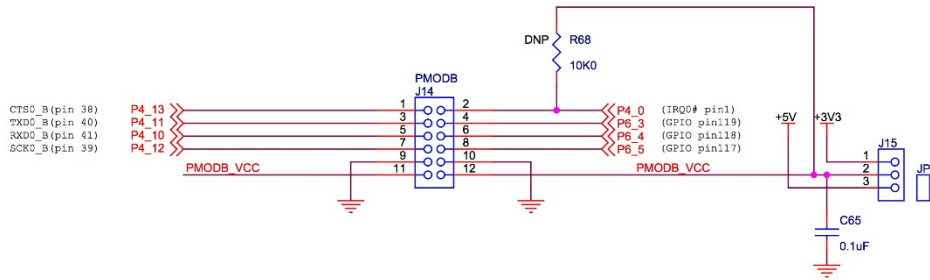 DNP R68
10K0
PMODB
J14
CTS0_B(pin 38) P4_13 1 2 P4_0 (IRQ0# pin1)
TXD0_B(pin 40) P4_11 3 4 P6_3 (GPIO pin119)
RXD0_B(pin 41) P4_10 5 6 P6_4 (GPIO pin118)
SCK0_B(pin 39) P4_12 7 8 P6_5 (GPIO pin117)
9 10
PMODB_VCC 11 12 PMODB_VCC
+5V +3V3
J15
1
2
3
JP
C65
0.1uF